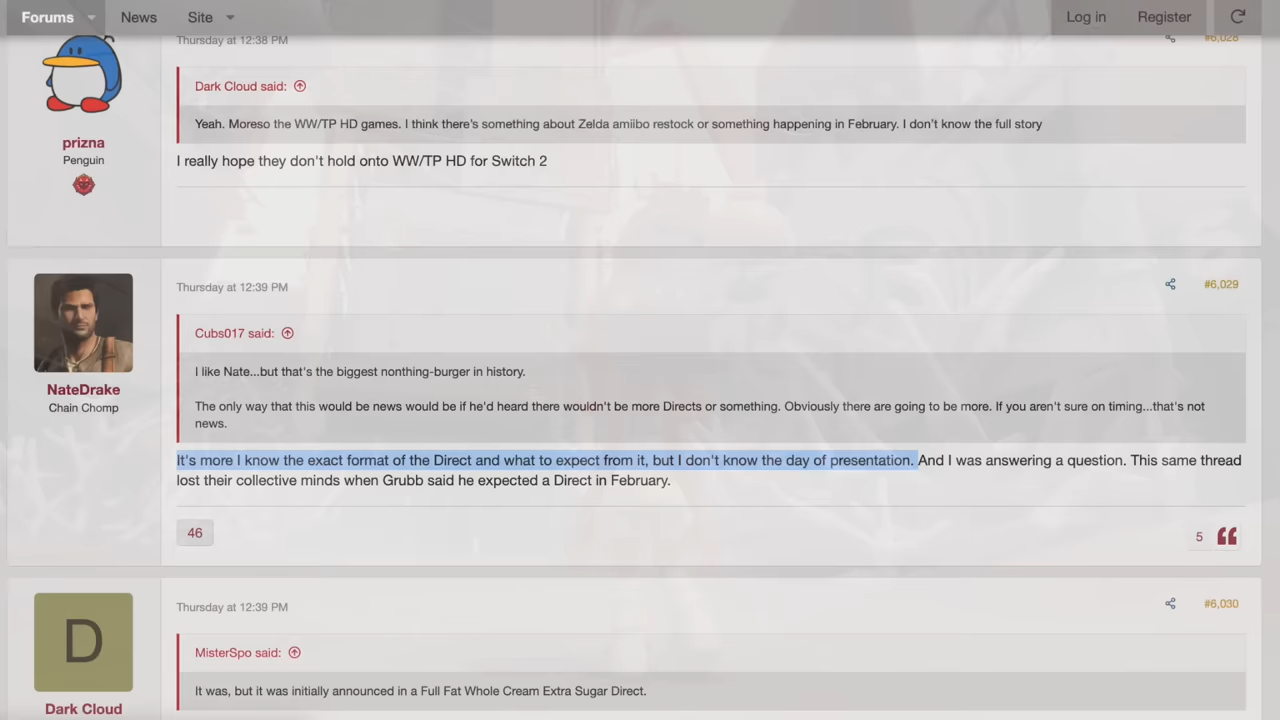 Forums News Site Log in Register
Thursday at 12:38 PM #6,028
Dark Cloud said:
Yeah. Moreso the WW/TP HD games. I think there's something about Zelda amiibo restock or something happening in February. I don't know the full story
prizna
Penguin
I really hope they don't hold onto WW/TP HD for Switch 2
Thursday at 12:39 PM #6,029
Cubs017 said:
I like Nate...but that's the biggest nonthing-burger in history.
The only way that this would be news would be if he'd heard there wouldn't be more Directs or something. Obviously there are going to be more. If you aren't sure on timing...that's not
news.
NateDrake
Chain Chomp
It's more I know the exact format of the Direct and what to expect from it, but I don't know the day of presentation. And I was answering a question. This same thread
lost their collective minds when Grubb said he expected a Direct in February.
46
5
Thursday at 12:39 PM #6,030
D
MisterSpo said:
It was, but it was initially announced in a Full Fat Whole Cream Extra Sugar Direct.
Dark Cloud